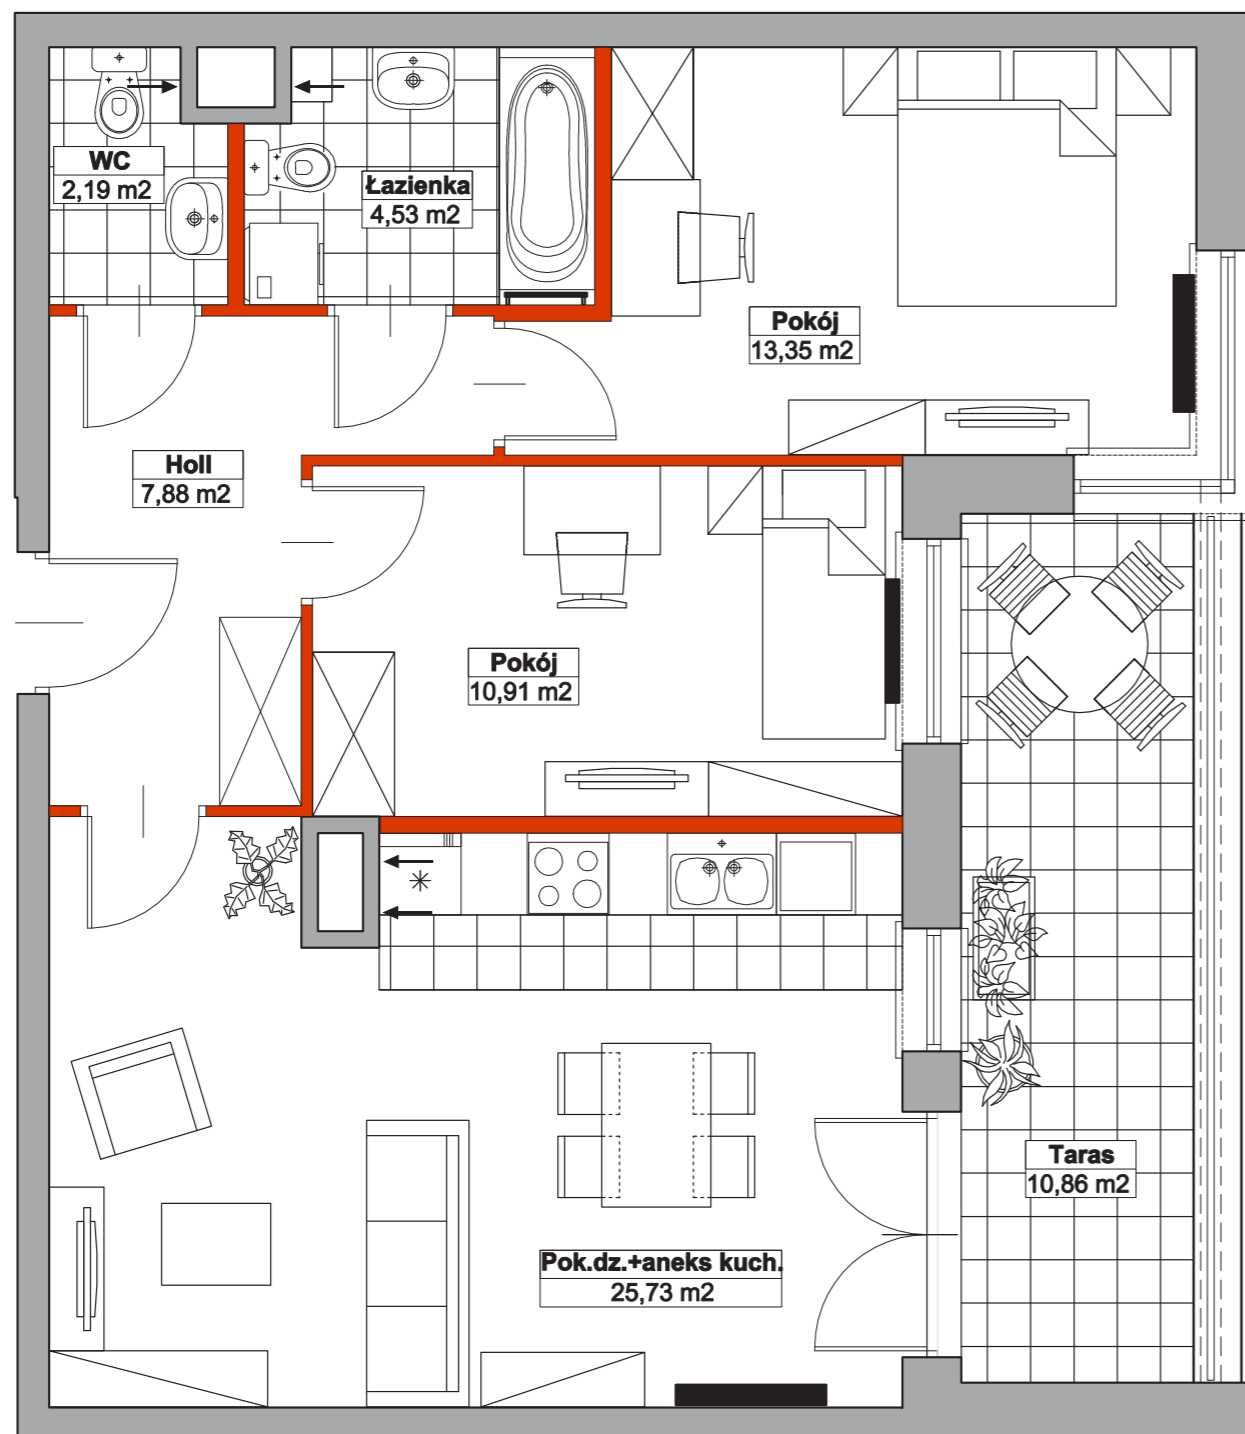 WC
2,19 m2
Łazienka
4,53 m2
Pokój
13,35 m2
Holl
7,88 m2
Pokój
10,91 m2
Taras
10,86 m2
Pok.dz.+aneks kuch.
25,73 m2